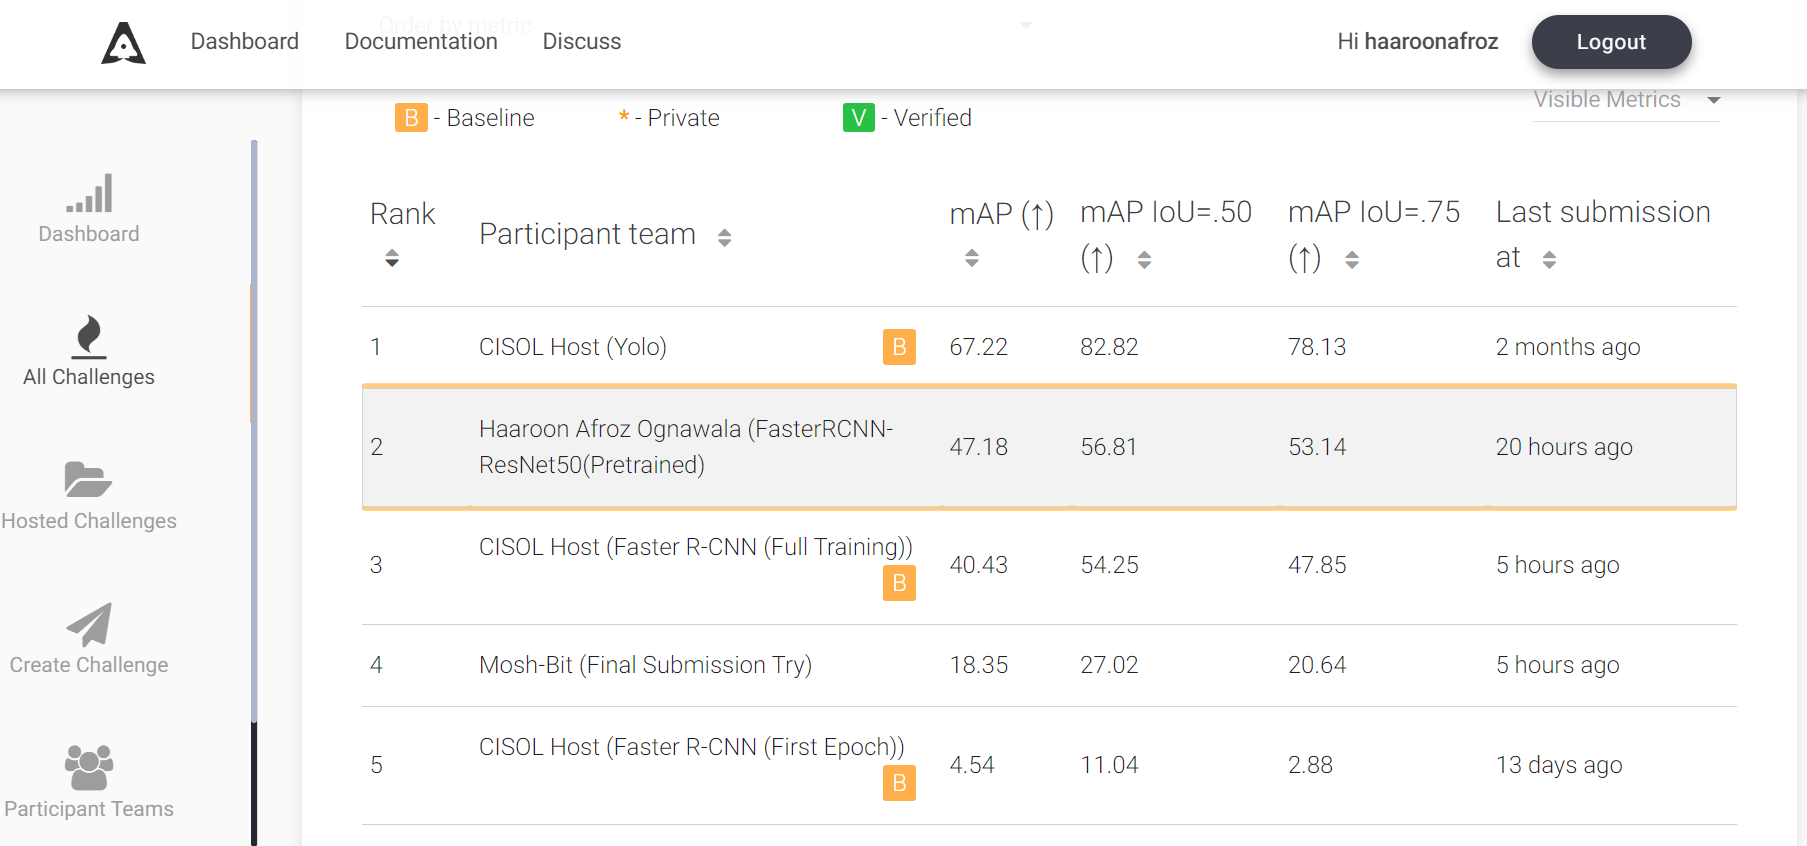 Order by metric
Dashboard Documentation Discuss Hi haaroonafroz Logout
Visible Metrics
B - Baseline * - Private V - Verified
Dashboard
All Challenges
Hosted Challenges
Create Challenge
Participant Teams
Rank Participant team mAP (↑) mAP IoU=.50 (↑) mAP IoU=.75 (↑) Last submission at
1 CISOL Host (Yolo) B 67.22 82.82 78.13 2 months ago
2 Haaroon Afroz Ognawala (FasterRCNN-
ResNet50(Pretrained) 47.18 56.81 53.14 20 hours ago
3 CISOL Host (Faster R-CNN (Full Training)) B 40.43 54.25 47.85 5 hours ago
4 Mosh-Bit (Final Submission Try) 18.35 27.02 20.64 5 hours ago
5 CISOL Host (Faster R-CNN (First Epoch)) B 4.54 11.04 2.88 13 days ago